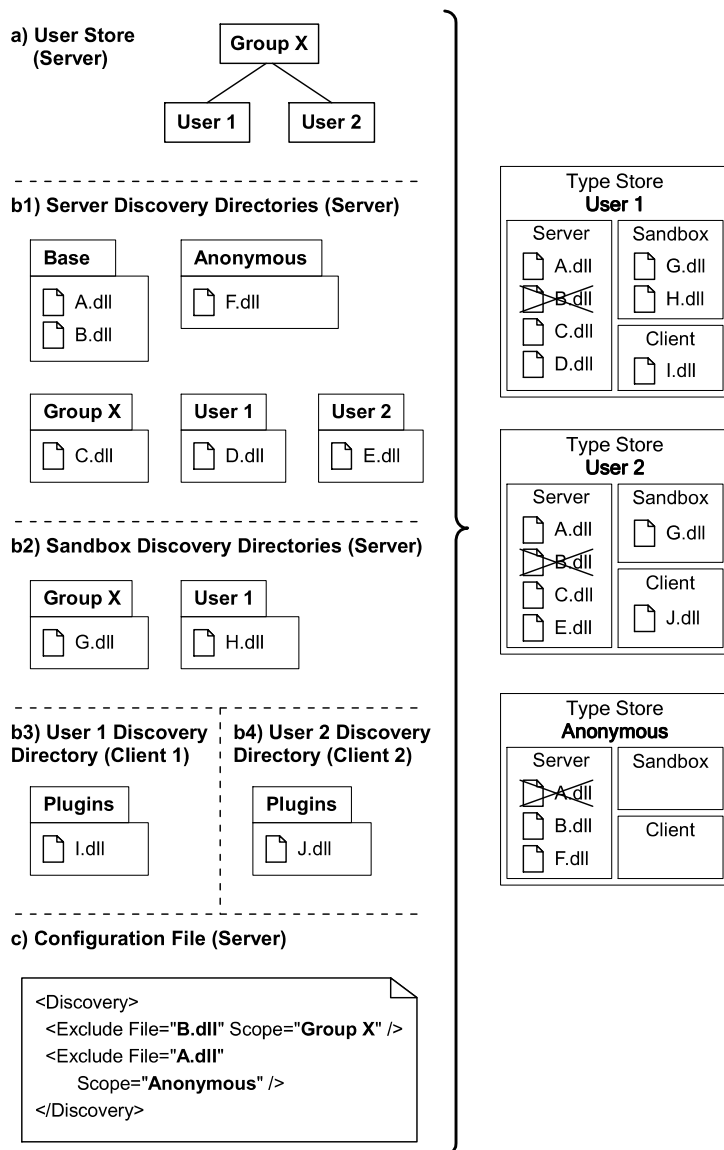 a) User Store
(Server)
Group X
User 1
User 2
b1) Server Discovery Directories (Server)
Base
A.dll
B.dll
Anonymous
F.dll
Group X
C.dll
User 1
D.dll
User 2
E.dll
b2) Sandbox Discovery Directories (Server)
Group X
G.dll
User 1
H.dll
b3) User 1 Discovery
Directory (Client 1)
Plugins
I.dll
b4) User 2 Discovery
Directory (Client 2)
Plugins
J.dll
c) Configuration File (Server)
<Discovery>
<Exclude File="B.dll" Scope="Group X" />
<Exclude File="A.dll"
Scope="Anonymous" />
</Discovery>
Type Store
User 1
Server
A.dll
B.dll
C.dll
D.dll
Sandbox
G.dll
H.dll
Client
I.dll
Type Store
User 2
Server
A.dll
B.dll
C.dll
E.dll
Sandbox
G.dll
Client
J.dll
Type Store
Anonymous
Server
A.dll
B.dll
F.dll
Sandbox
Client